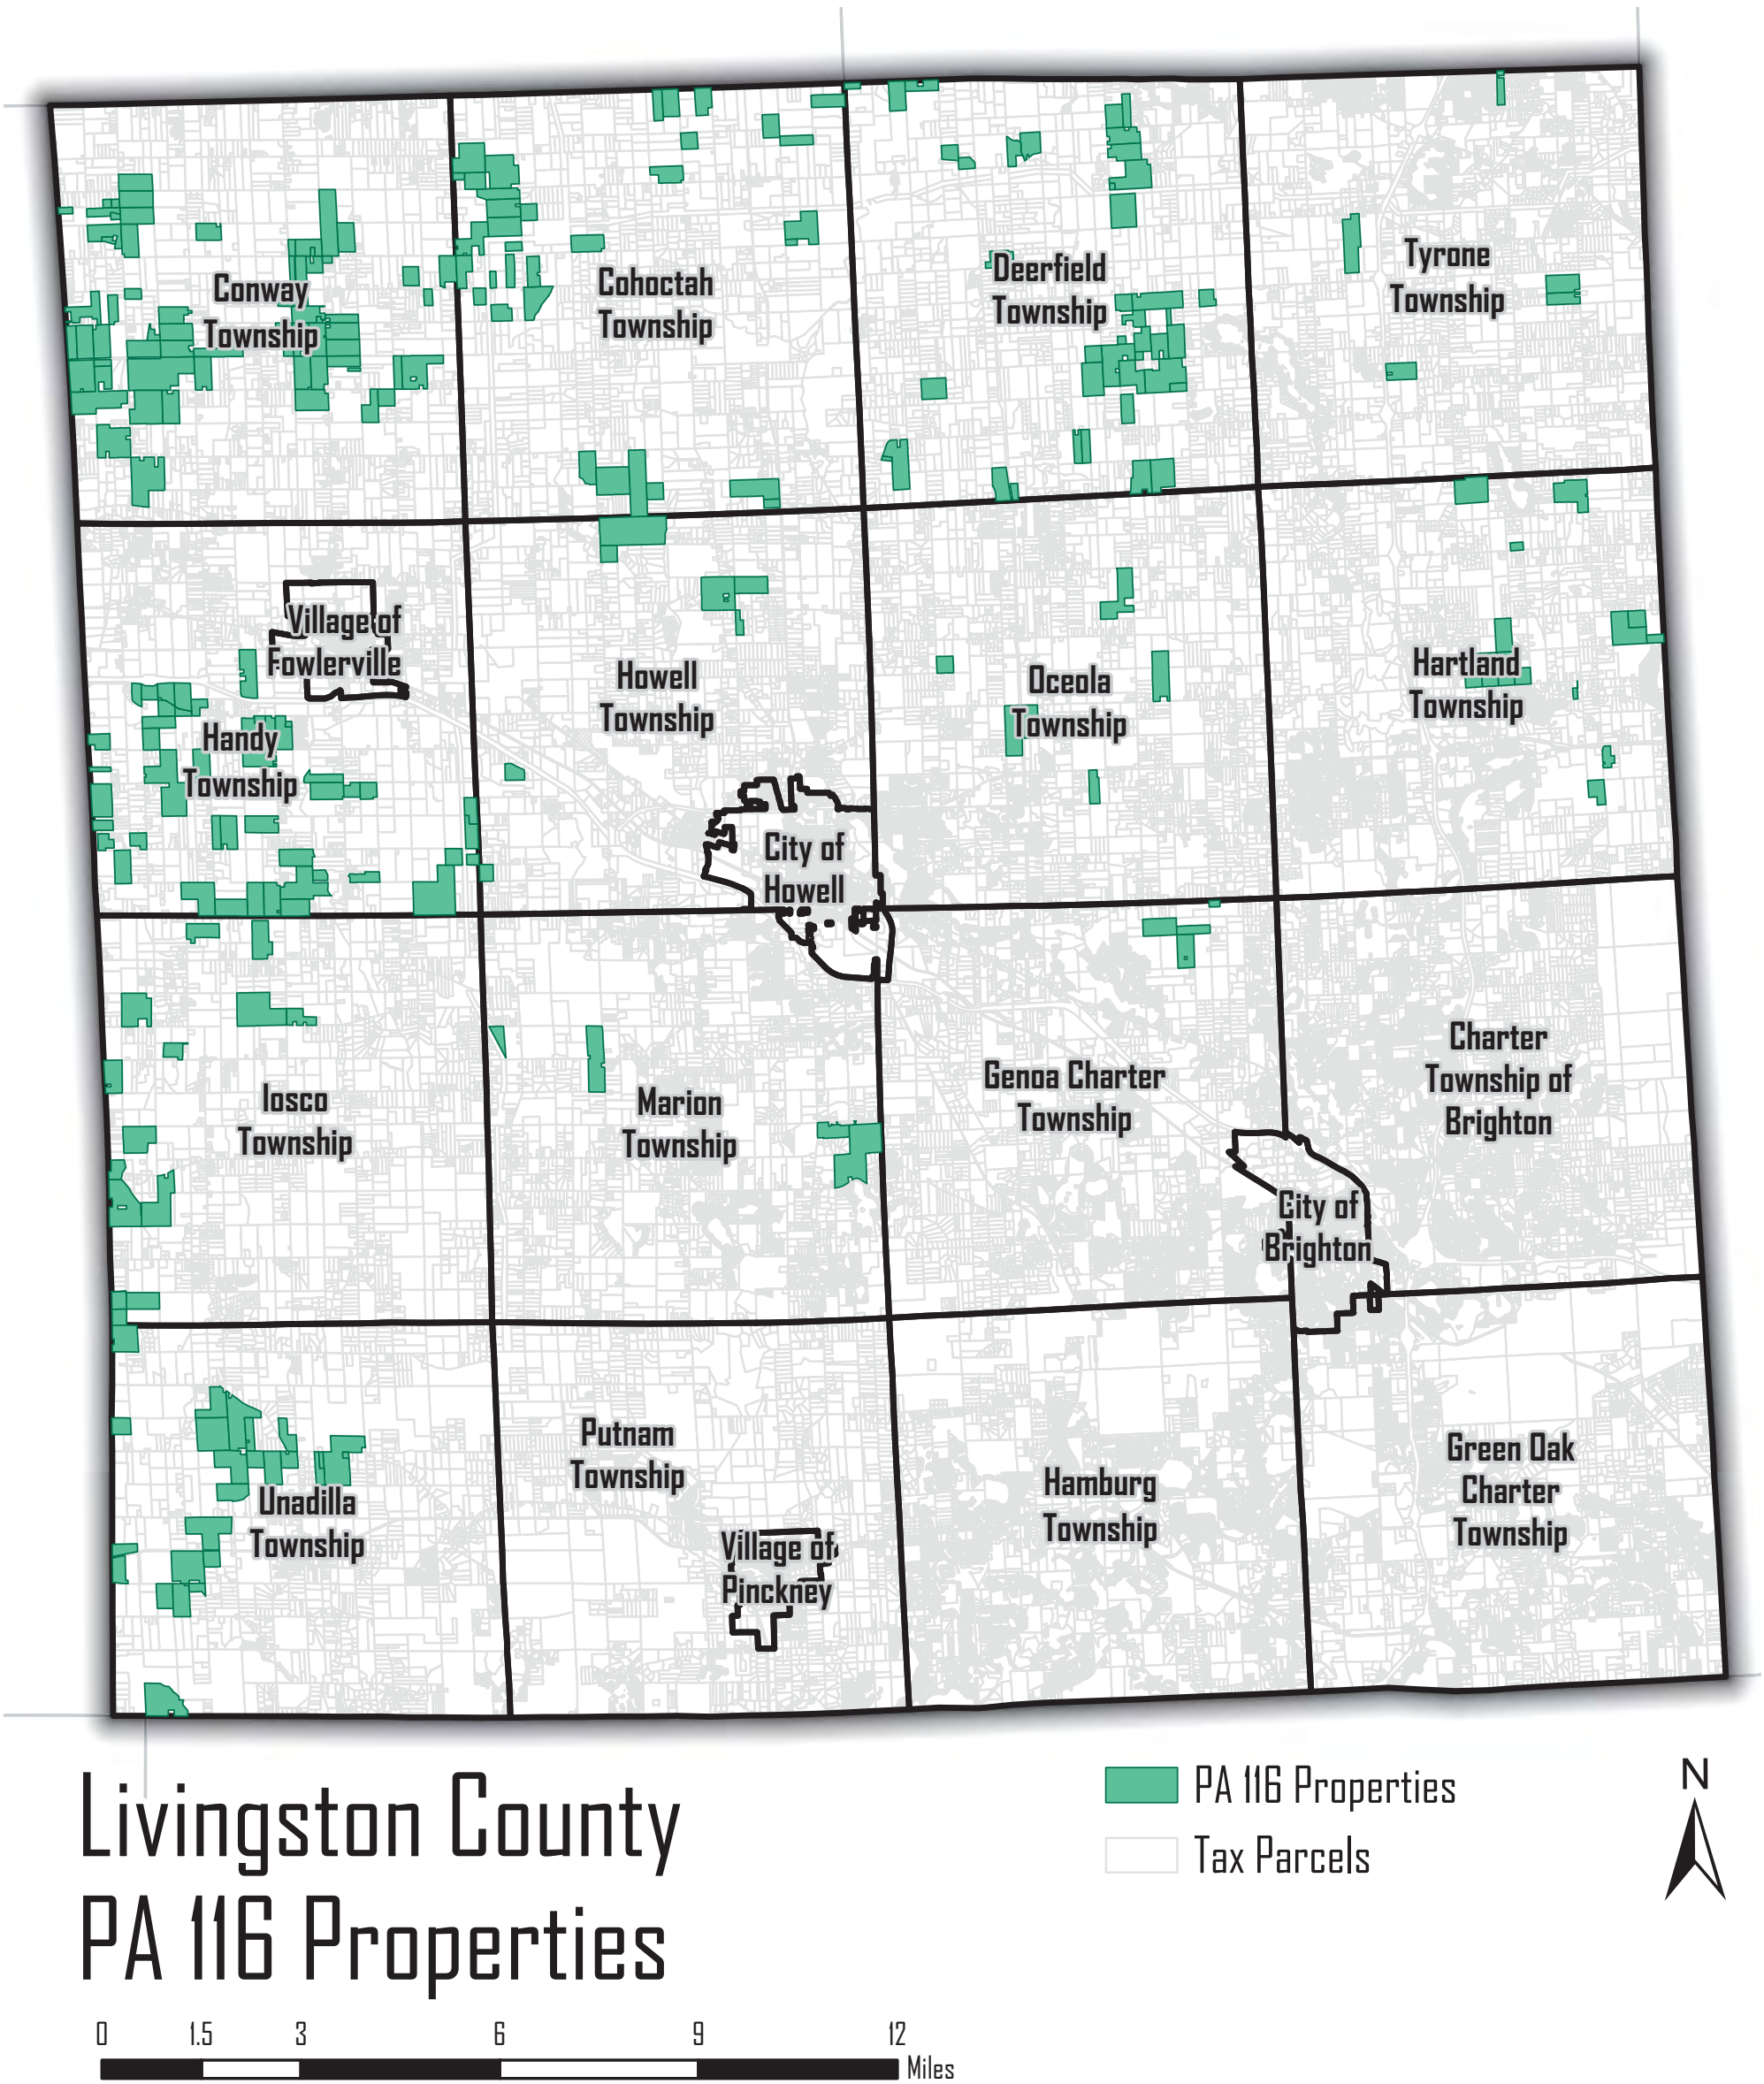 Conway
Township
Cohoctah
Township
Deerfield
Township
Tyrone
Township
Village of
Fowlerville
Handy
Township
Howell
Township
Oceola
Township
Hartland
Township
City of
Howell
Iosco
Township
Marion
Township
Genoa Charter
Township
Charter
Township of
Brighton
City of
Brighton
Unadilla
Township
Putnam
Township
Village of
Pinckney
Hamburg
Township
Green Oak
Charter
Township
Livingston County
PA 116 Properties
PA 116 Properties
Tax Parcels
N
0 1.5 3 6 9 12
Miles